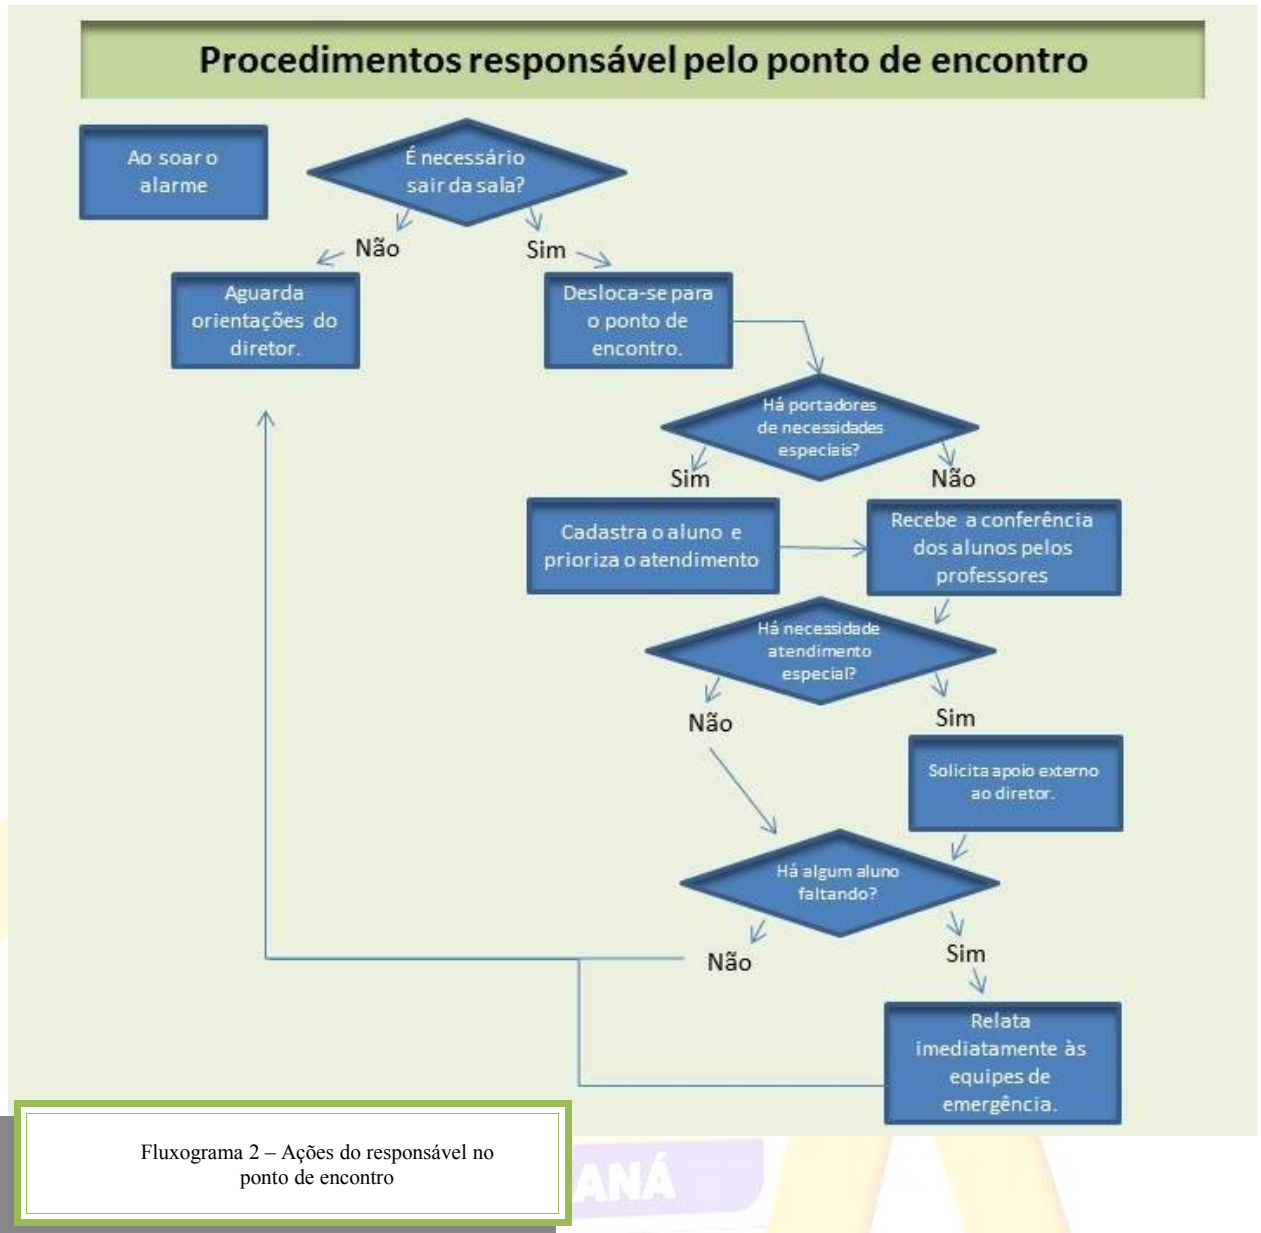 Procedimentos responsável pelo ponto de encontro
Ao soar o
alarme
É necessário
sair da sala?
Não
Sim
Aguarda
orientações do
diretor.
Desloca-se para
o ponto de
encontro.
Há portadores
de necessidades
especiais?
Sim
Não
Cadastra o aluno e
prioriza o atendimento
Recebe a conferência
dos alunos pelos
professores
Há necessidade
atendimento
especial?
Não
Sim
Solicita apoio externo
ao diretor.
Há algum aluno
faltando?
Não
Sim
Relata
imediatamente às
equipes de
emergência.
Fluxograma 2 – Ações do responsável no
ponto de encontro
ANÁ